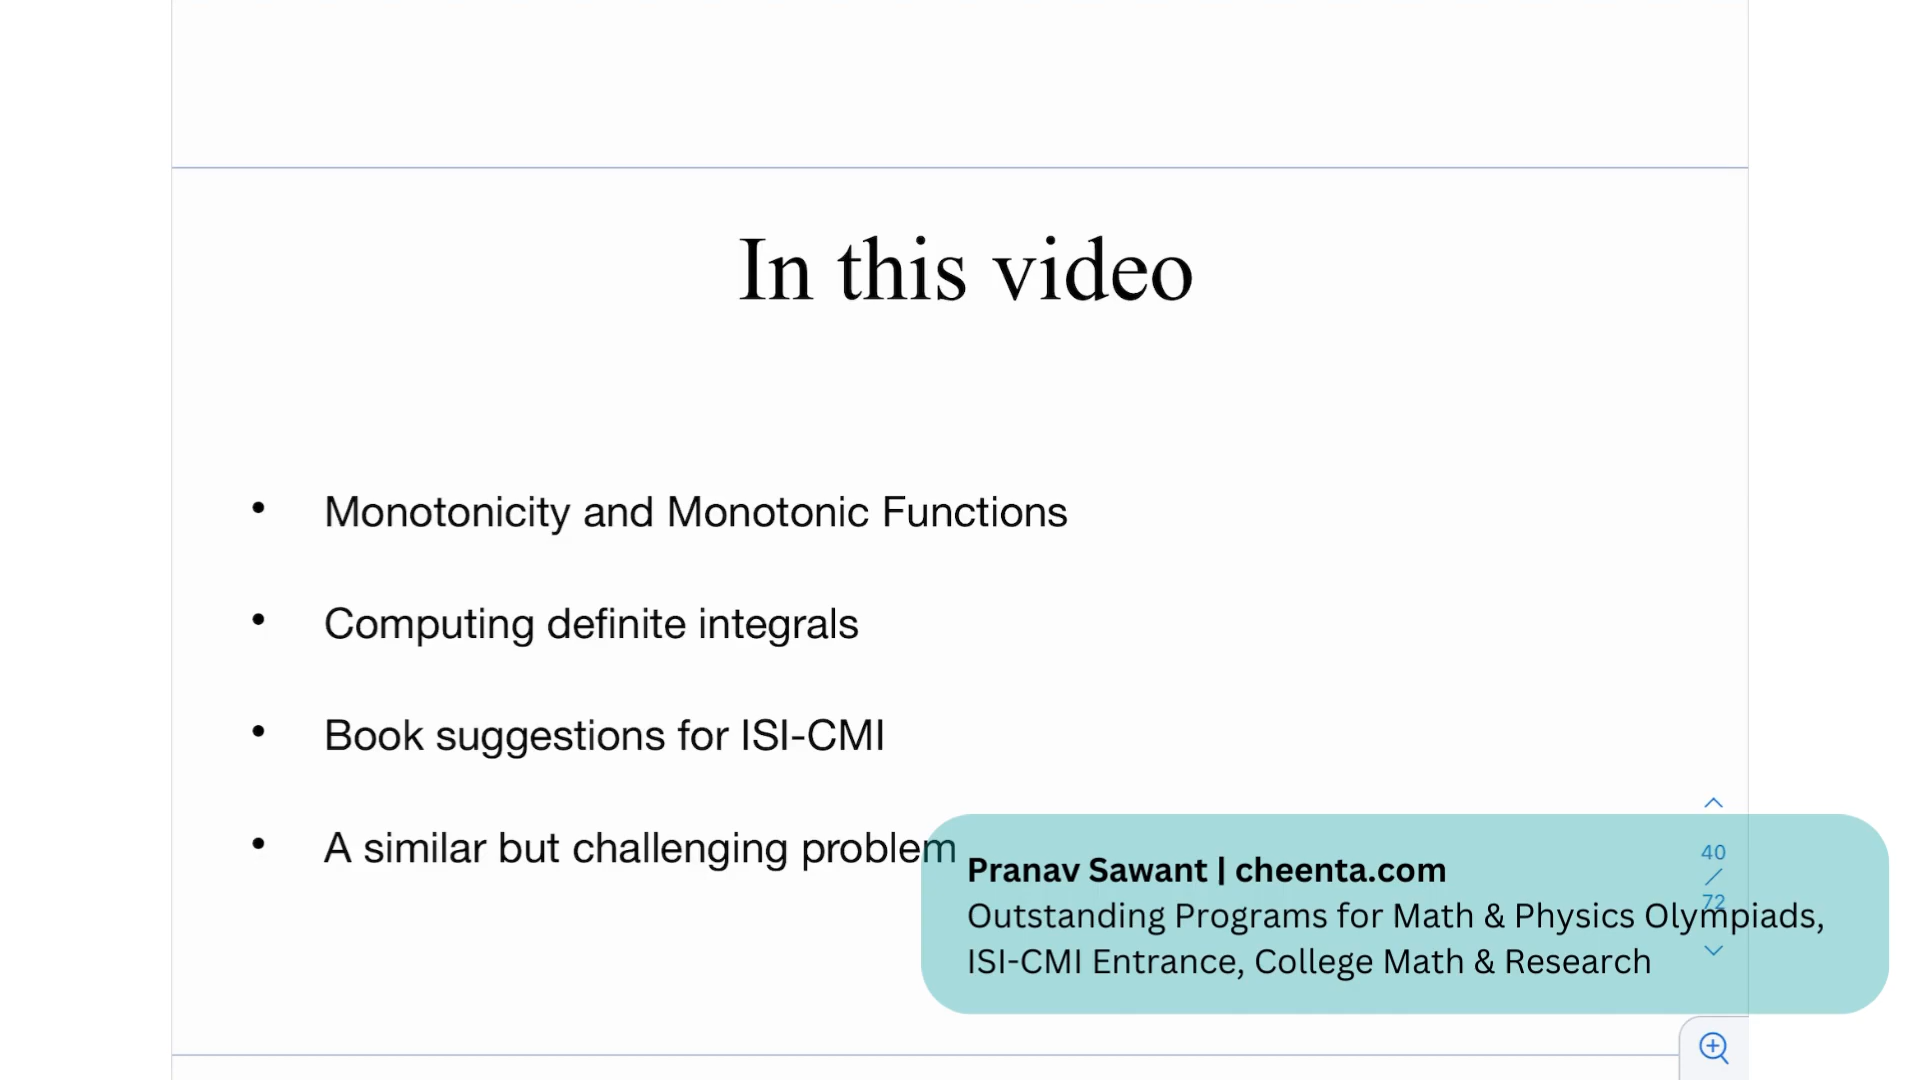 In this video
• Monotonicity and Monotonic Functions
• Computing definite integrals
• Book suggestions for ISI-CMI
• A similar but challenging problem
Pranav Sawant | cheenta.com
Outstanding Programs for Math & Physics Olympiads,
ISI-CMI Entrance, College Math & Research
40
/
72